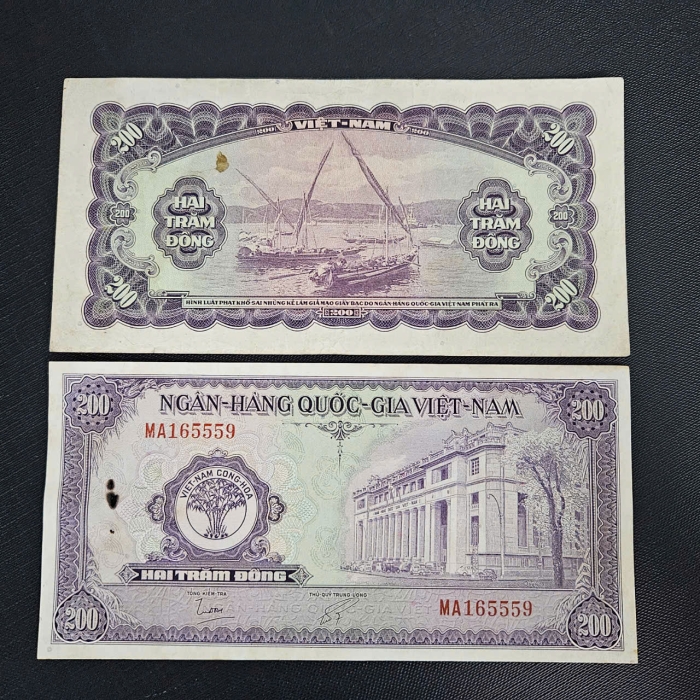 200
VIỆT-NAM
200
200
200
HAI
TRĂM
ĐỒNG
HAI
TRĂM
ĐỒNG
200
200
200
200
HÌNH LUẬT PHẠT KHỔ-SAI NHỮNG KẺ LÀM GIẢ MẠO GIẤY BẠC DO NGÂN-HÀNG QUỐC-GIA VIỆT-NAM PHÁT RA
200
200
NGÂN-HÀNG QUỐC-GIA VIỆT-NAM
200
MA165559
VIỆT-NAM CỘNG-HÒA
HAI TRĂM ĐỒNG
TỔNG KIỂM-TRA
THỦ-QUỸ TRUNG-ƯƠNG
MA165559
200
200